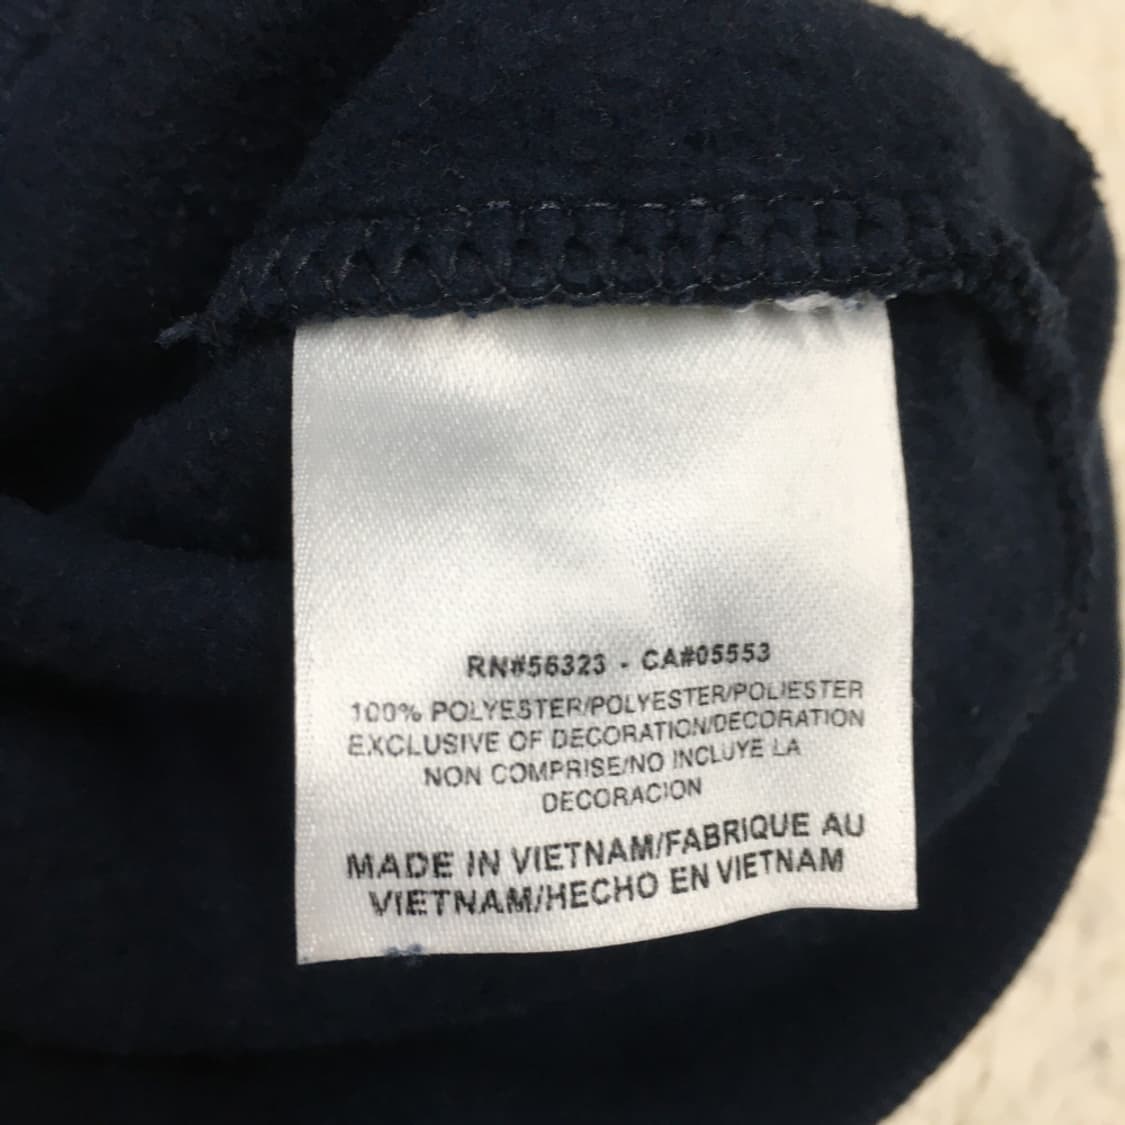 RN#56323 - CA#05553
100% POLYESTER/POLYESTER/POLIESTER
EXCLUSIVE OF DECORATION/DECORATION
NON COMPRISE/NO INCLUYE LA
DECORACION
MADE IN VIETNAM/FABRIQUE AU
VIETNAM/HECHO EN VIETNAM